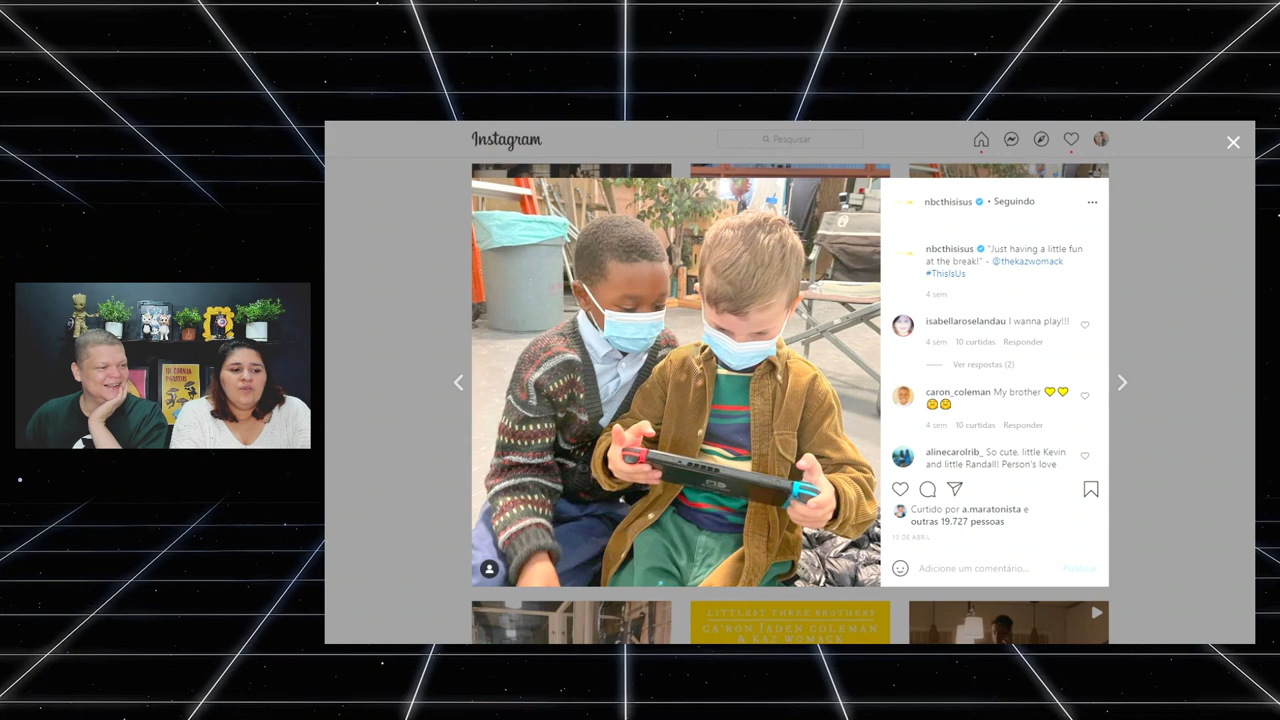 Instagram
Pesquisar
nbcthisisus • Seguindo
nbcthisisus "Just having a little fun
at the break!" - @thekazwomack
#ThisIsUs
4 sem
isabellaroselandau I wanna play!!!
4 sem 10 curtidas Responder
Ver respostas (2)
caron_coleman My brother
4 sem 10 curtidas Responder
alinecarolrib_ So cute, little Kevin
and little Randall! Person's love
Curtido por a.maratonista e
outras 19.727 pessoas
13 DE ABRIL
Adicione um comentário...
Publicar
LITTLEST THREE BROTHERS
CA'RON JADEN COLEMAN
& KAZ WOMACK